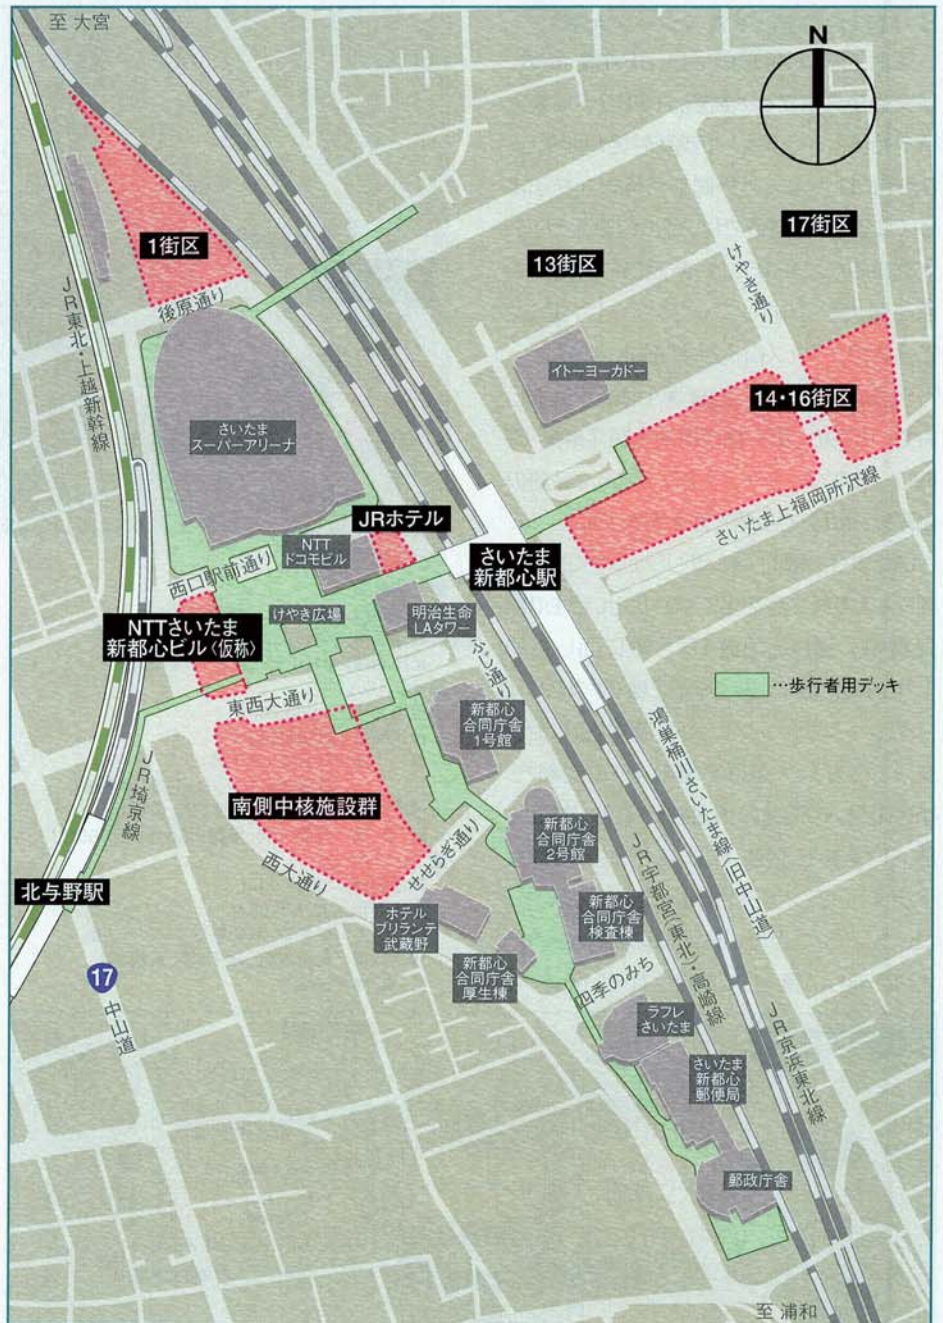 至 大宮
N
1街区
17街区
13街区
けやき通り
後原通り
JR東北・上越新幹線
イトーヨーカドー
14・16街区
さいたま
スーパーアリーナ
さいたま上福岡所沢線
JRホテル
NTT
ドコモビル
さいたま
新都心駅
西口駅前通り
けやき広場
明治生命
LAタワー
NTTさいたま
新都心ビル〈仮称〉
ふじ通り
東西大通り
…歩行者用デッキ
新都心
合同庁舎
1号館
鴻巣桶川さいたま線〈旧中山道〉
JR埼京線
南側中核施設群
新都心
合同庁舎
2号館
せせらぎ通り
西大通り
JR宇都宮(東北)・高崎線
北与野駅
ホテル
ブリランテ
武蔵野
新都心
合同庁舎
検査棟
新都心
合同庁舎
厚生棟
四季のみち
17
中山道
ラフレ
さいたま
JR京浜東北線
さいたま
新都心
郵便局
郵政庁舎
至 浦和